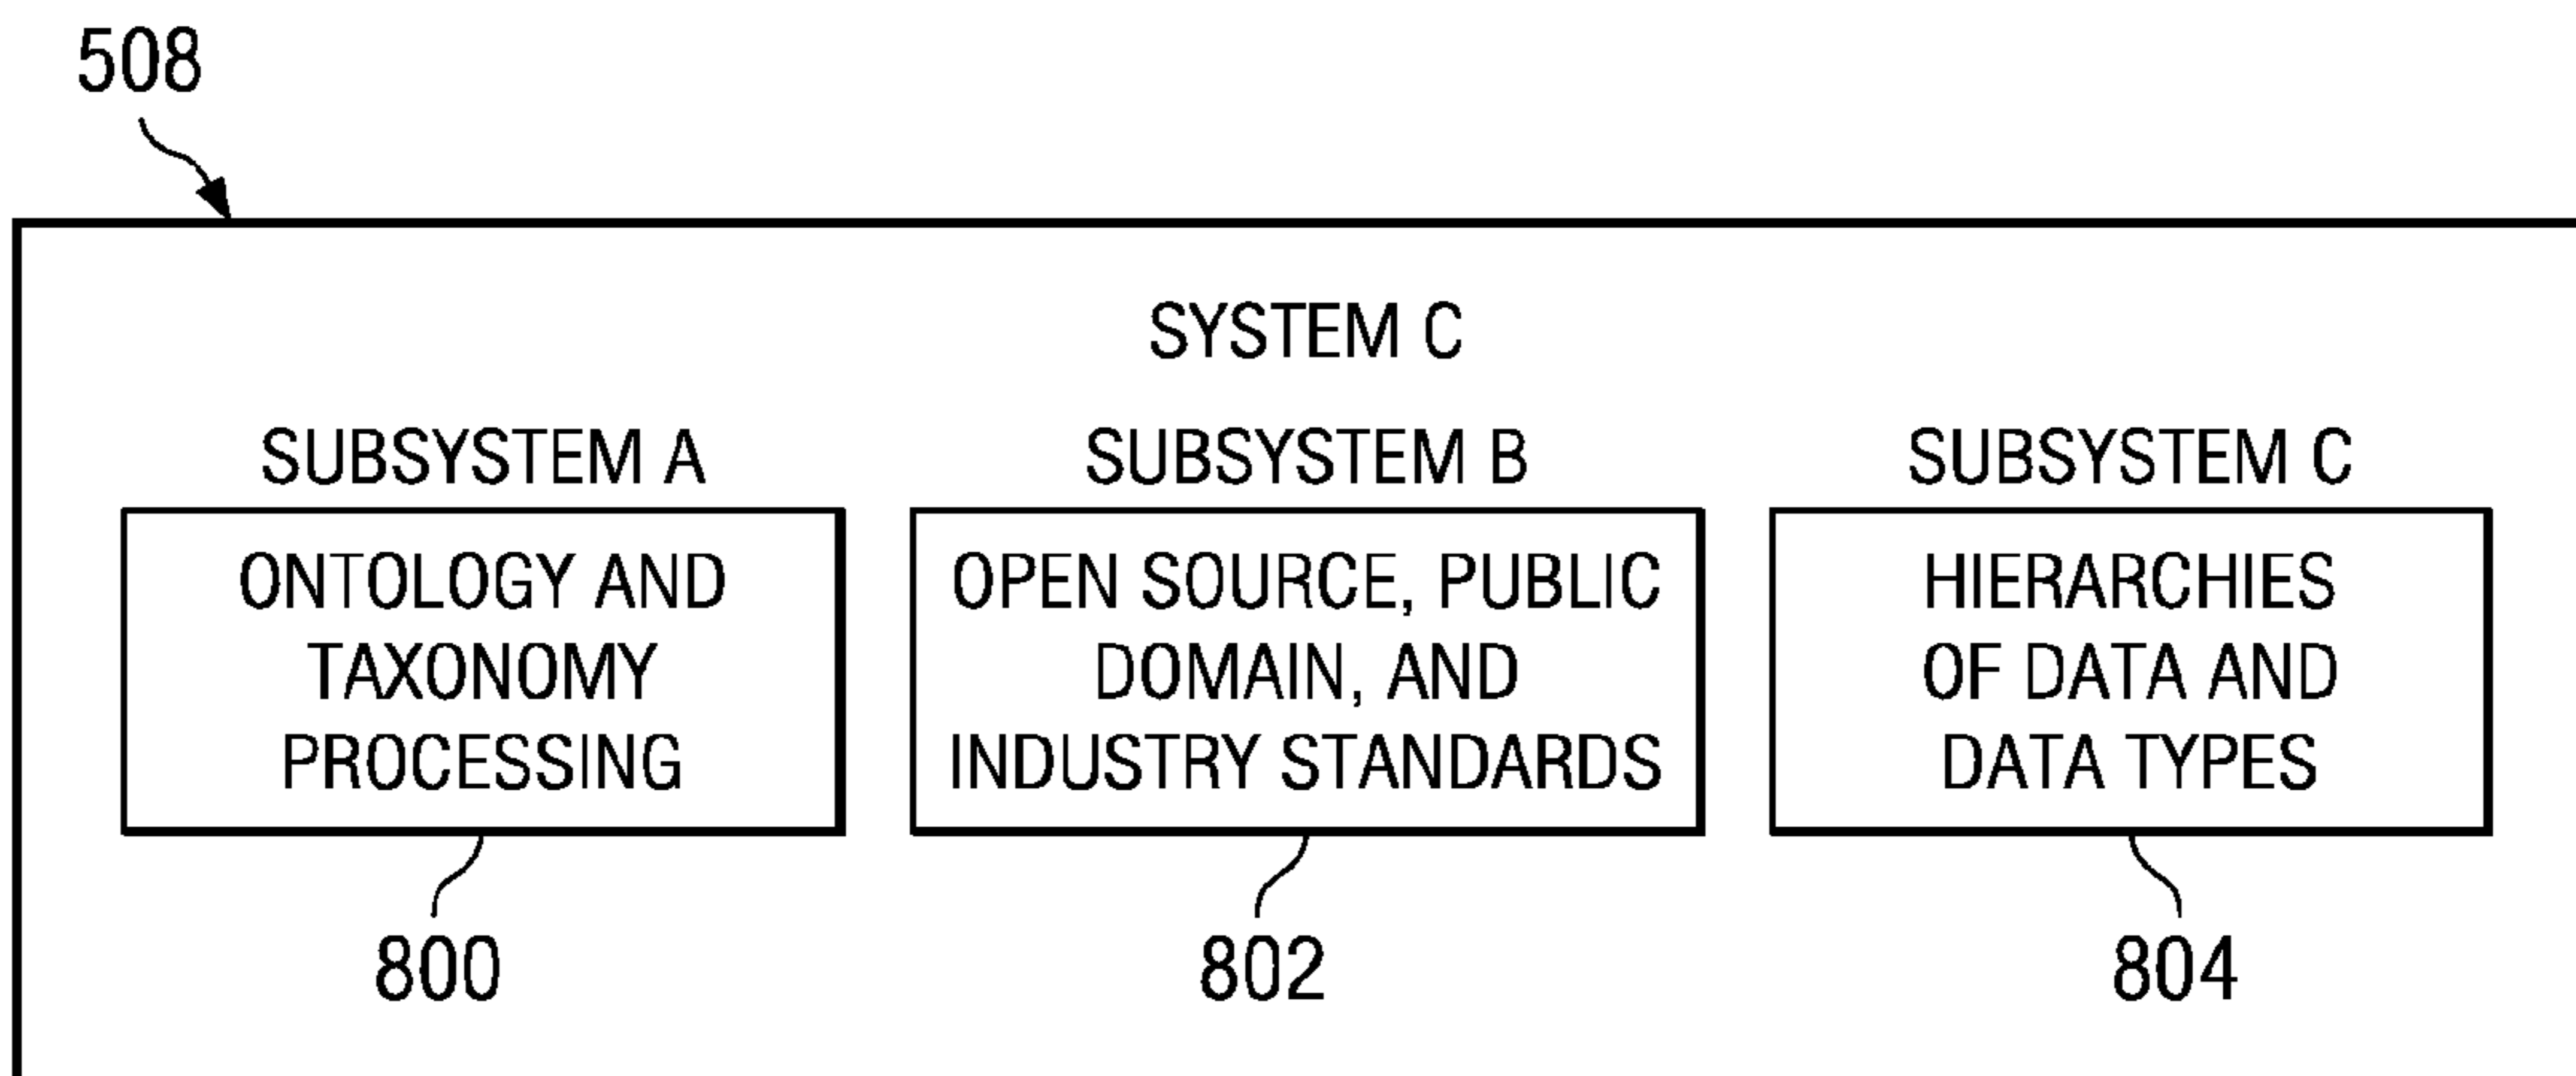 508
SYSTEM C
SUBSYSTEM A
ONTOLOGY AND
TAXONOMY
PROCESSING
800
SUBSYSTEM B
OPEN SOURCE, PUBLIC
DOMAIN, AND
INDUSTRY STANDARDS
802
SUBSYSTEM C
HIERARCHIES
OF DATA AND
DATA TYPES
804